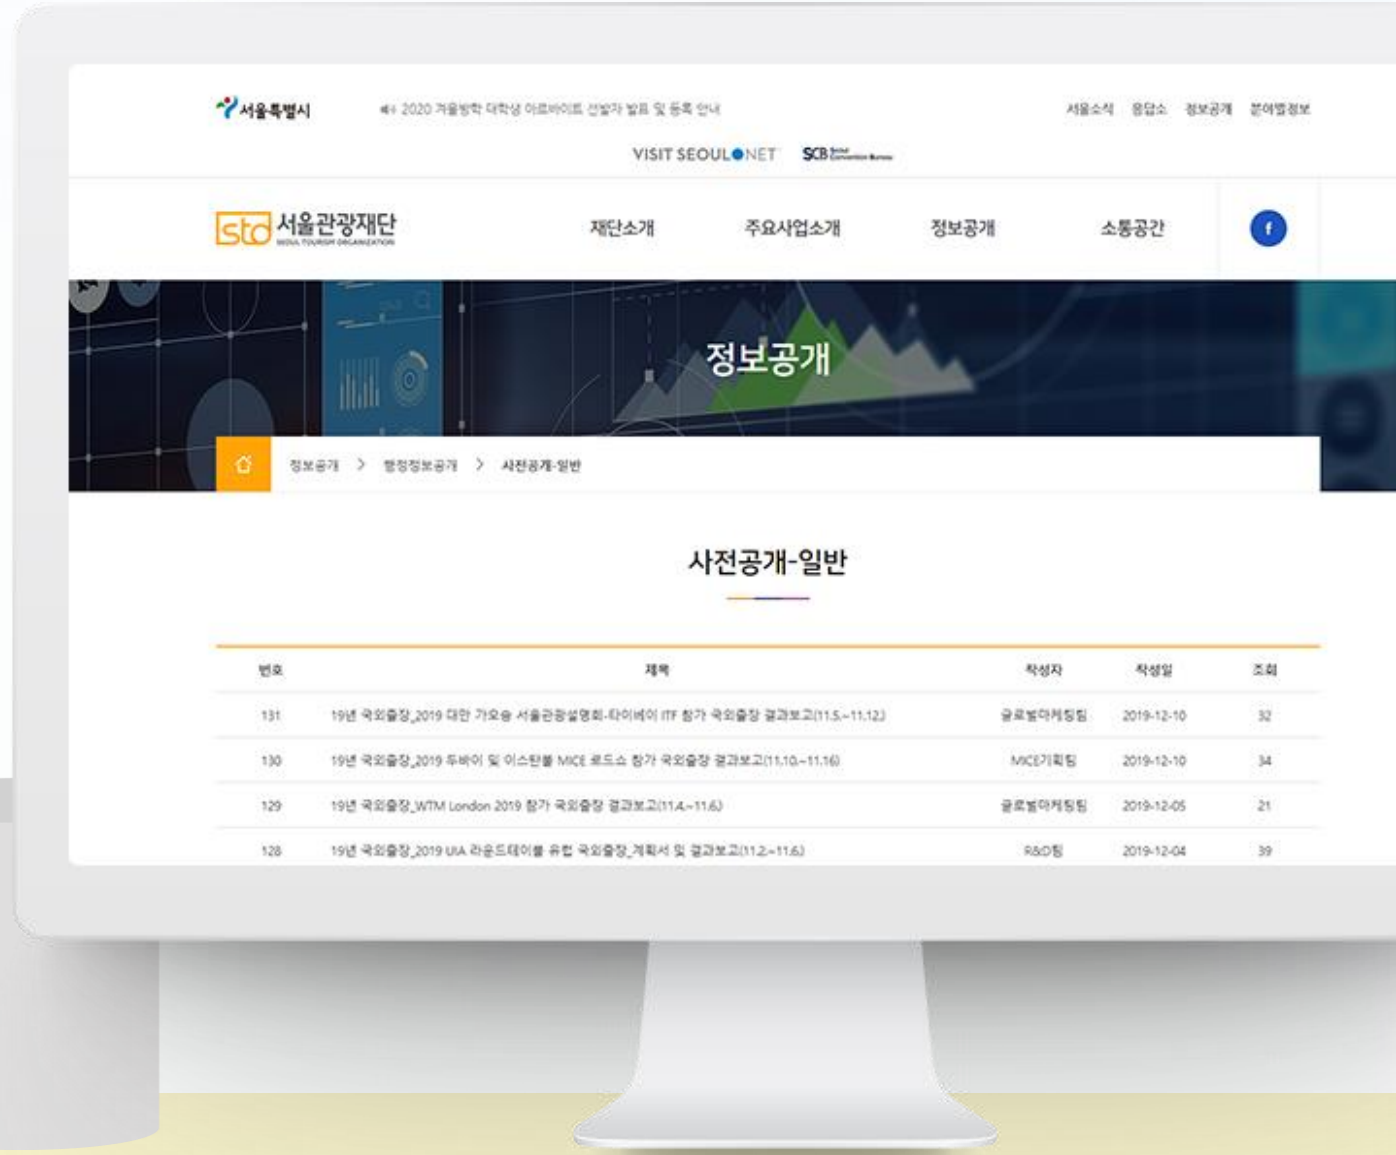 서울특별시
2020 겨울방학 대학생 아르바이트 선발자 발표 및 등록 안내
서울소식 응답소 정보공개 분야별정보
VISIT SEOUL NET SCB Seoul Convention Bureau
sto 서울관광재단
SEOUL TOURISM ORGANIZATION
재단소개 주요사업소개 정보공개 소통공간 f
정보공개
정보공개 > 행정정보공개 > 사전공개-일반
사전공개-일반
번호 제목 작성자 작성일 조회
131 19년 국외출장_2019 대만 가오슝 서울관광설명회-타이베이 ITF 참가 국외출장 결과보고(11.5.~11.12.) 글로벌마케팅팀 2019-12-10 32
130 19년 국외출장_2019 두바이 및 이스탄불 MICE 로드쇼 참가 국외출장 결과보고(11.10.~11.16) MICE기획팀 2019-12-10 34
129 19년 국외출장_WTM London 2019 참가 국외출장 결과보고(11.4.~11.6.) 글로벌마케팅팀 2019-12-05 21
128 19년 국외출장_2019 UIA 라운드테이블 유럽 국외출장_계획서 및 결과보고(11.2.~11.6.) R&D팀 2019-12-04 39